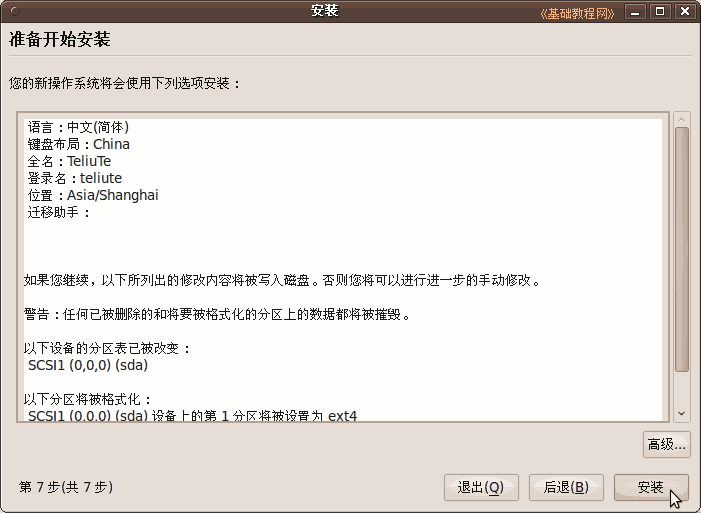 安装
《基础教程网》
准备开始安装
您的新操作系统将会使用下列选项安装：
语言：中文(简体)
键盘布局：China
全名：TeliuTe
登录名：teliute
位置：Asia/Shanghai
迁移助手：
如果您继续，以下所列出的修改内容将被写入磁盘。否则您将可以进行进一步的手动修改。
警告：任何已被删除的和将要被格式化的分区上的数据都将被摧毁。
以下设备的分区表已被改变：
SCSI1 (0,0,0) (sda)
以下分区将被格式化：
SCSI1 (0,0,0) (sda) 设备上的第 1 分区将被设置为 ext4
高级...
第 7 步(共 7 步)
退出(Q)
后退(B)
安装